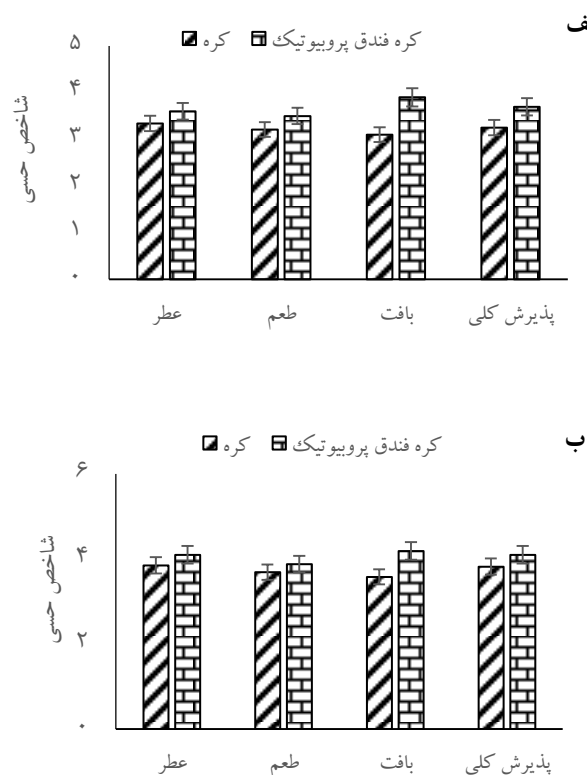 ف
کره کره فندق پروبیوتیک
۵
۴
۳
۲
۱
۰
شاخص حسی
عطر طعم بافت پذیرش کلی
ب
کره کره فندق پروبیوتیک
۶
۴
۲
۰
شاخص حسی
عطر طعم بافت پذیرش کلی